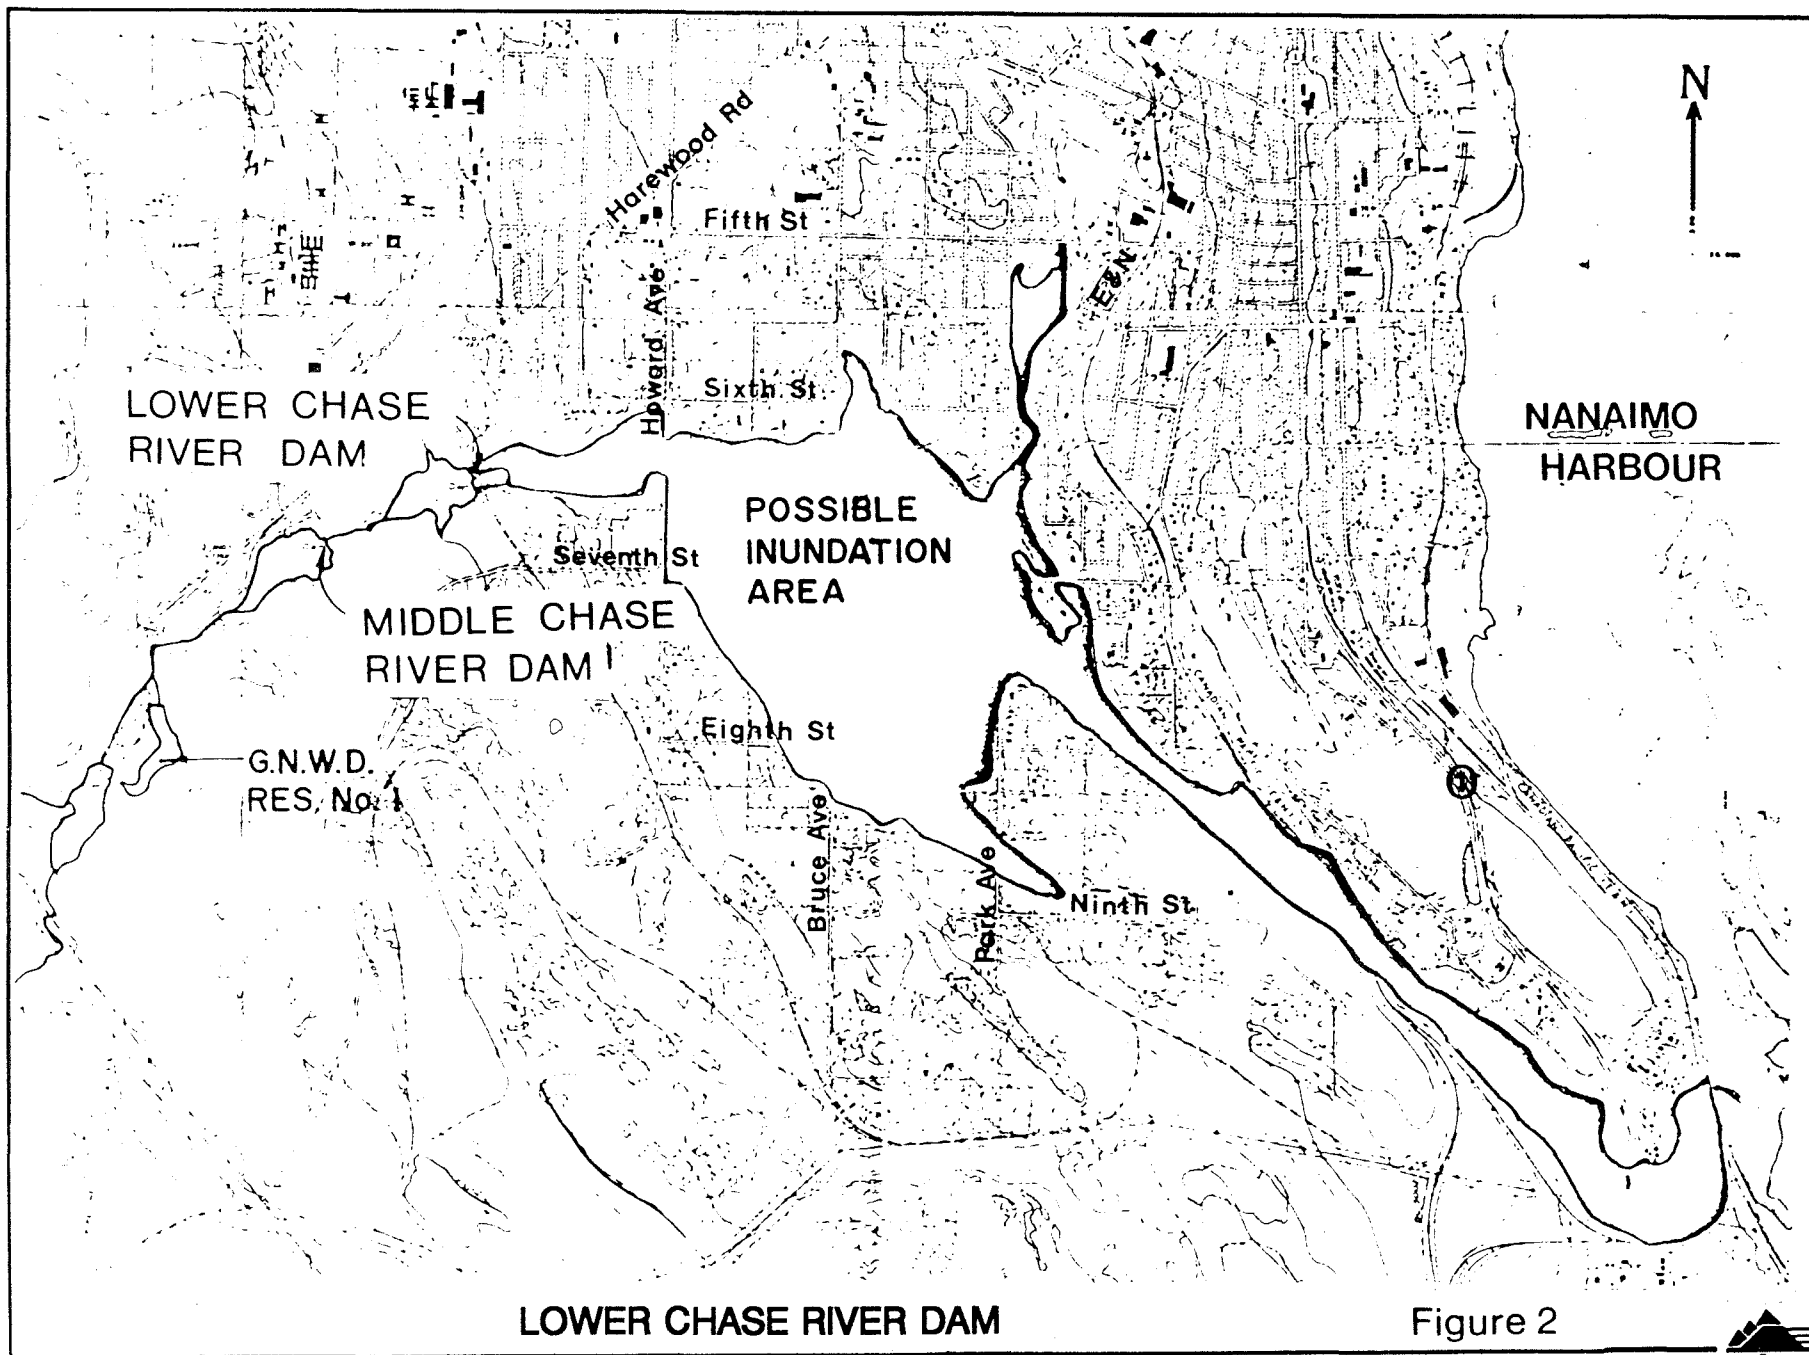 N
Harewood Rd
Fifth St
E&N
Howard Ave
Sixth St.
LOWER CHASE
RIVER DAM
NANAIMO
HARBOUR
POSSIBLE
INUNDATION
AREA
Seventh St
MIDDLE CHASE
RIVER DAM
Eighth St
G.N.W.D.
RES, No. 1
Bruce Ave
Park Ave
Ninth St.
1
LOWER CHASE RIVER DAM
Figure 2